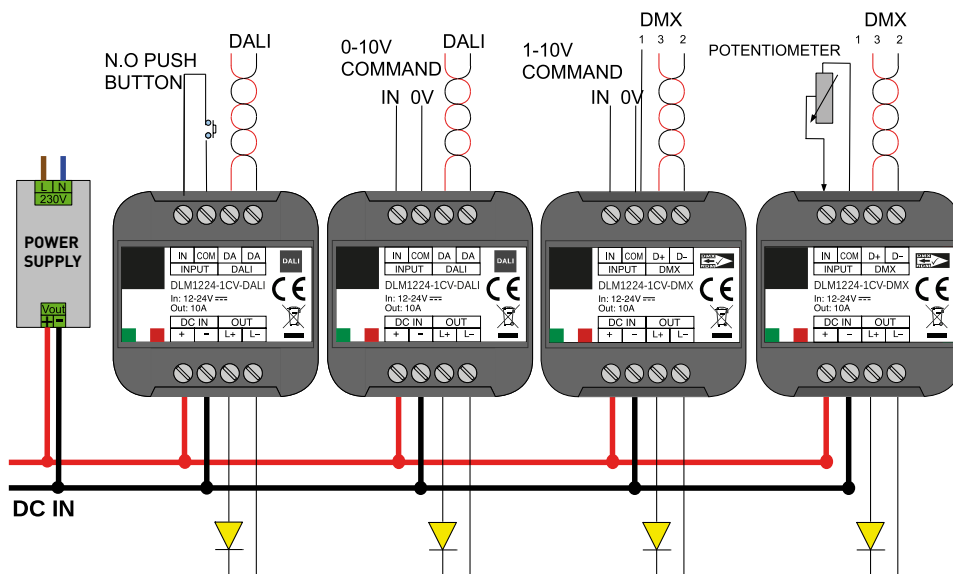 N.O PUSH
BUTTON
DALI
0-10V
COMMAND
IN 0V
DALI
1-10V
COMMAND
IN 0V
DMX
1 3 2
POTENTIOMETER
DMX
1 3 2
L N
230V
POWER
SUPPLY
Vout
+ -
DC IN
IN COM DA DA
INPUT DALI
DALI
DLM1224-1CV-DALI
In: 12-24V
Out: 10A
CE
DC IN OUT
+ - L+ L-
IN COM DA DA
INPUT DALI
DALI
DLM1224-1CV-DALI
In: 12-24V
Out: 10A
CE
DC IN OUT
+ - L+ L-
IN COM D+ D-
INPUT DMX
DLM1224-1CV-DMX
In: 12-24V
Out: 10A
CE
DC IN OUT
+ - L+ L-
IN COM D+ D-
INPUT DMX
DLM1224-1CV-DMX
In: 12-24V
Out: 10A
CE
DC IN OUT
+ - L+ L-